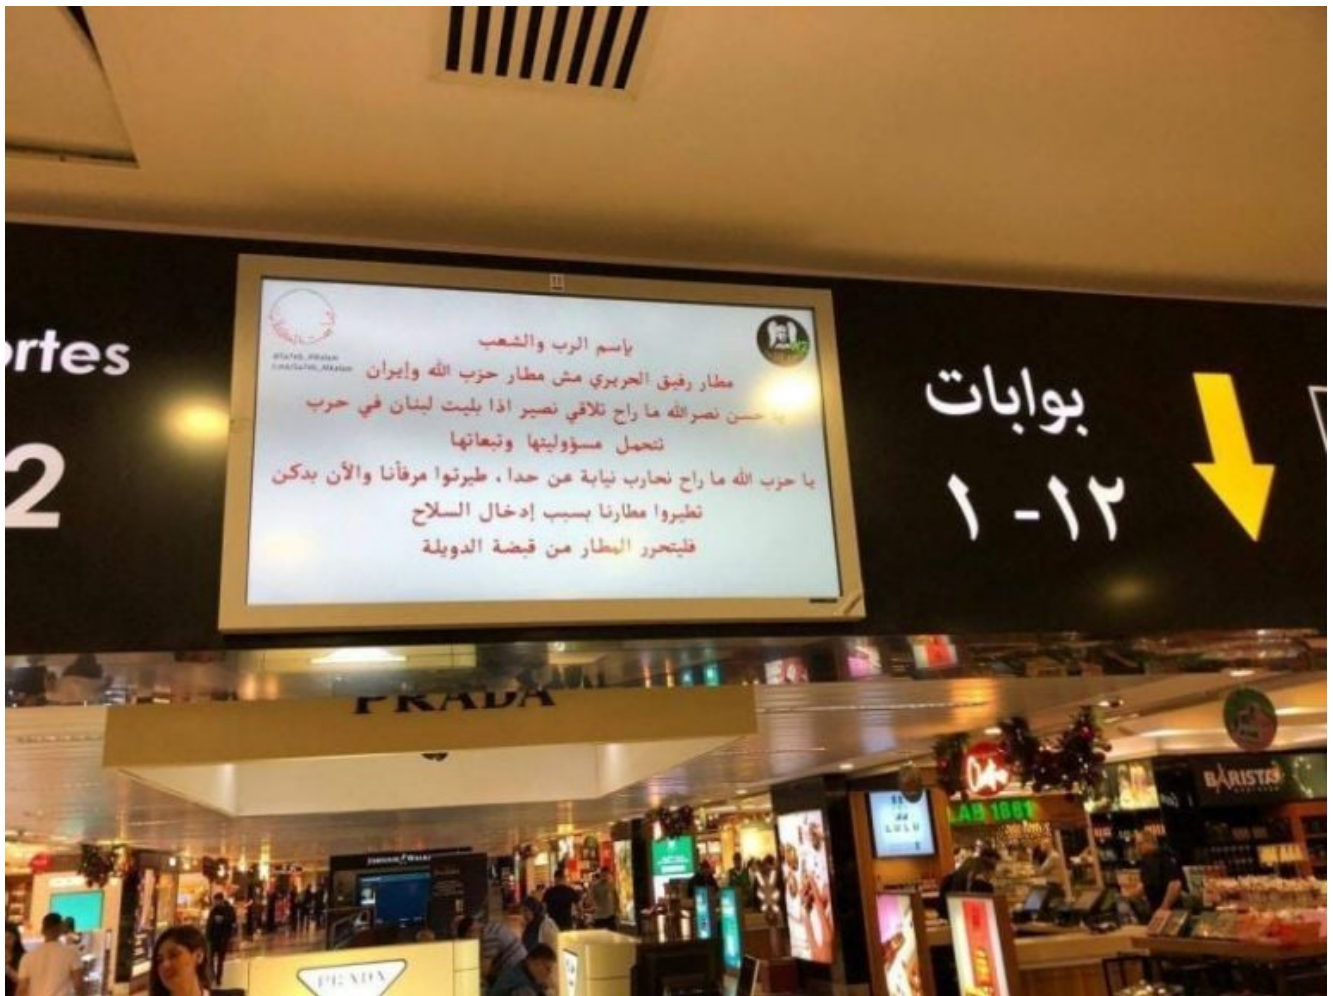 بإسم الرب والشعب
مطار رفيق الحريري مش مطار حزب الله وإيران
يا حسن نصرالله ما راح تلاقي نصير اذا بليت لبنان في حرب
تتحمل مسؤوليتها وتبعاتها
يا حزب الله ما راح نحارب نيابة عن حدا، طيرتوا مرفأنا والآن بدكن
تطيروا مطارنا بسبب إدخال السلاح
فليتحرر المطار من قبضة الدويلة
rtes
2
بوابات
١ - ١٢
PRADA
LAB 1881
BARISTA
LULU
PRADA